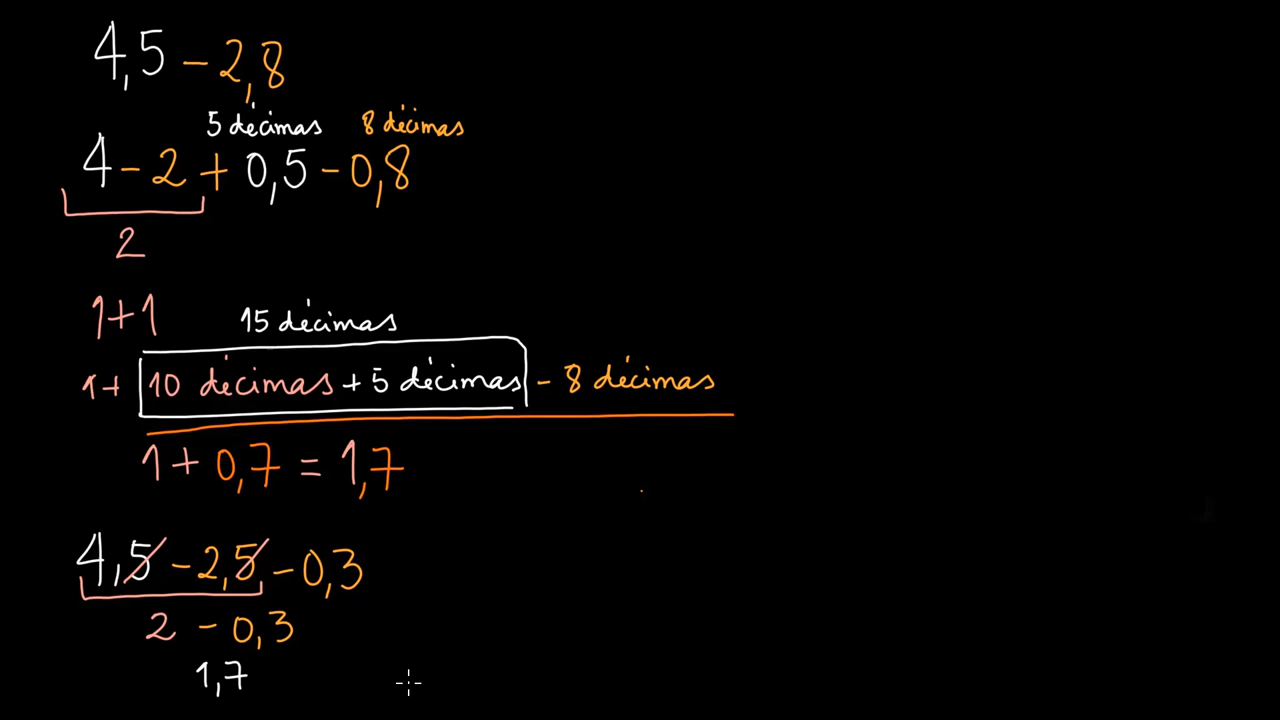 4,5 - 2,8
5 décimas 8 décimas
4 - 2 + 0,5 - 0,8
2
1+1
15 décimas
1+ 10 décimas + 5 décimas - 8 décimas
1 + 0,7 = 1,7
4,5 - 2,5 - 0,3
2 - 0,3
1,7